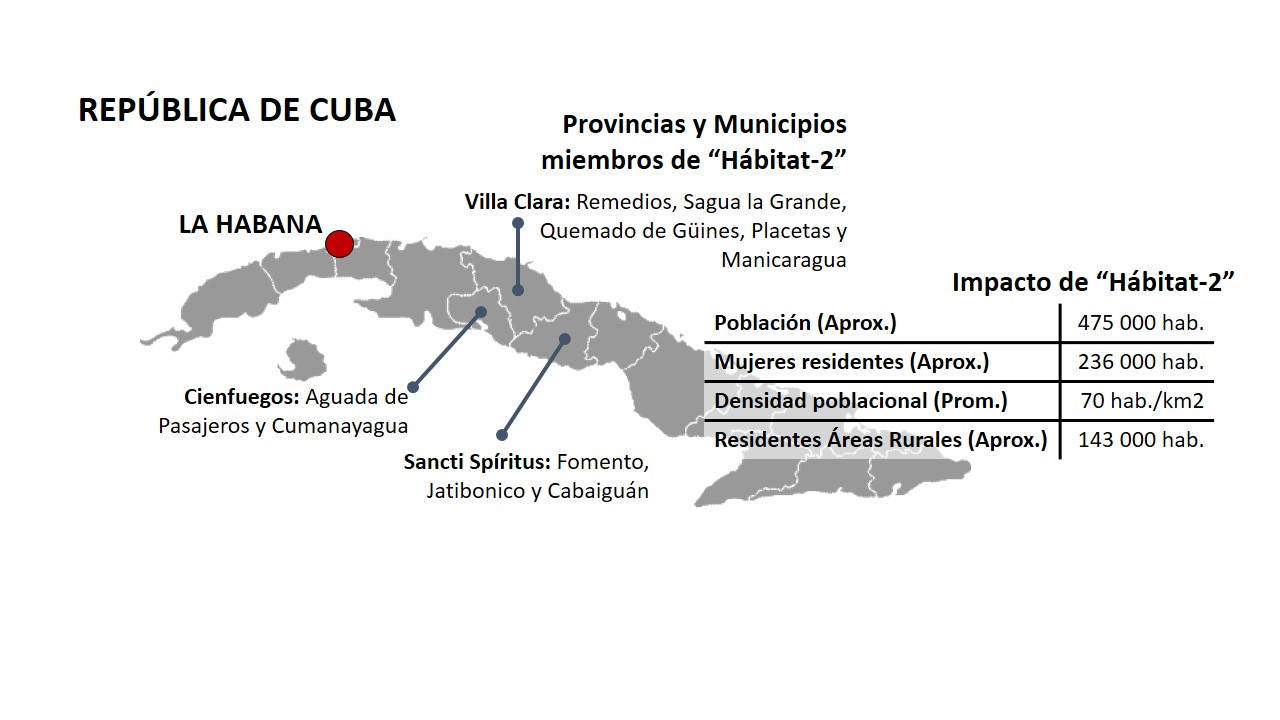 REPÚBLICA DE CUBA
Provincias y Municipios
miembros de “Hábitat-2”
Villa Clara: Remedios, Sagua la Grande,
Quemado de Güines, Placetas y
Manicaragua
LA HABANA
Cienfuegos: Aguada de
Pasajeros y Cumanayagua
Sancti Spíritus: Fomento,
Jatibonico y Cabaiguán
Impacto de “Hábitat-2”
Población (Aprox.) 475 000 hab.
Mujeres residentes (Aprox.) 236 000 hab.
Densidad poblacional (Prom.) 70 hab./km2
Residentes Áreas Rurales (Aprox.) 143 000 hab.